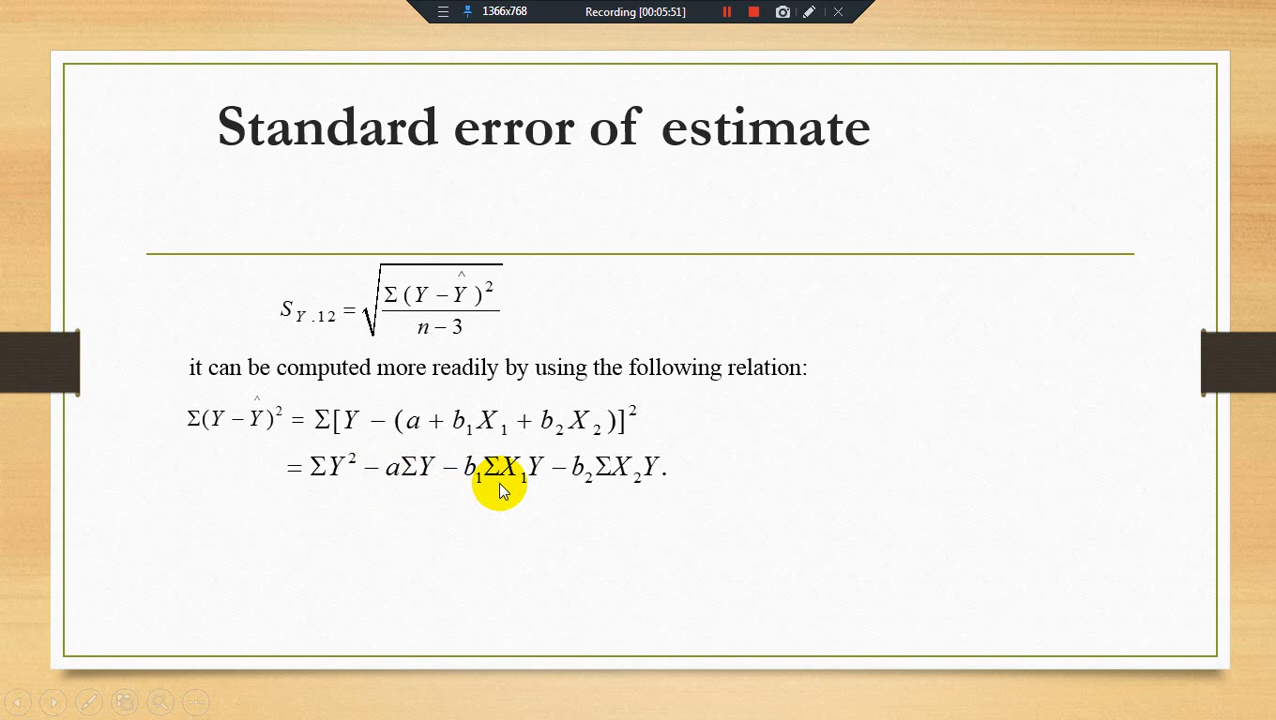 1366x768 Recording [00:05:51]
Standard error of estimate
S_{Y.12} = √(Σ(Y − Ŷ)² / (n − 3))
it can be computed more readily by using the following relation:
Σ(Y − Ŷ)² = Σ[Y − (a + b₁X₁ + b₂X₂)]²
= ΣY² − aΣY − b₁ΣX₁Y − b₂ΣX₂Y.